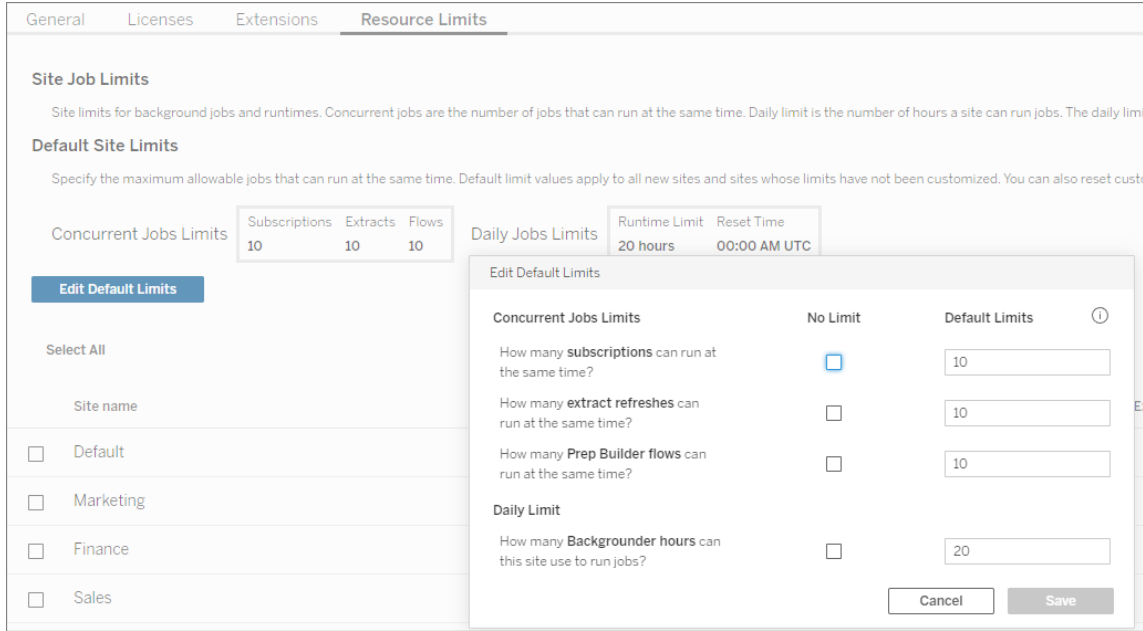 General Licenses Extensions Resource Limits
Site Job Limits
Site limits for background jobs and runtimes. Concurrent jobs are the number of jobs that can run at the same time. Daily limit is the number of hours a site can run jobs. The daily limi
Default Site Limits
Specify the maximum allowable jobs that can run at the same time. Default limit values apply to all new sites and sites whose limits have not been customized. You can also reset custo
Concurrent Jobs Limits
Subscriptions Extracts Flows
10 10 10
Daily Jobs Limits
Runtime Limit Reset Time
20 hours 00:00 AM UTC
Edit Default Limits
Select All
Site name
Default
Marketing
Finance
Sales
Edit Default Limits
Concurrent Jobs Limits No Limit Default Limits
How many subscriptions can run at
the same time?
10
How many extract refreshes can
run at the same time?
10
How many Prep Builder flows can
run at the same time?
10
Daily Limit
How many Backgrounder hours can
this site use to run jobs?
20
Cancel Save